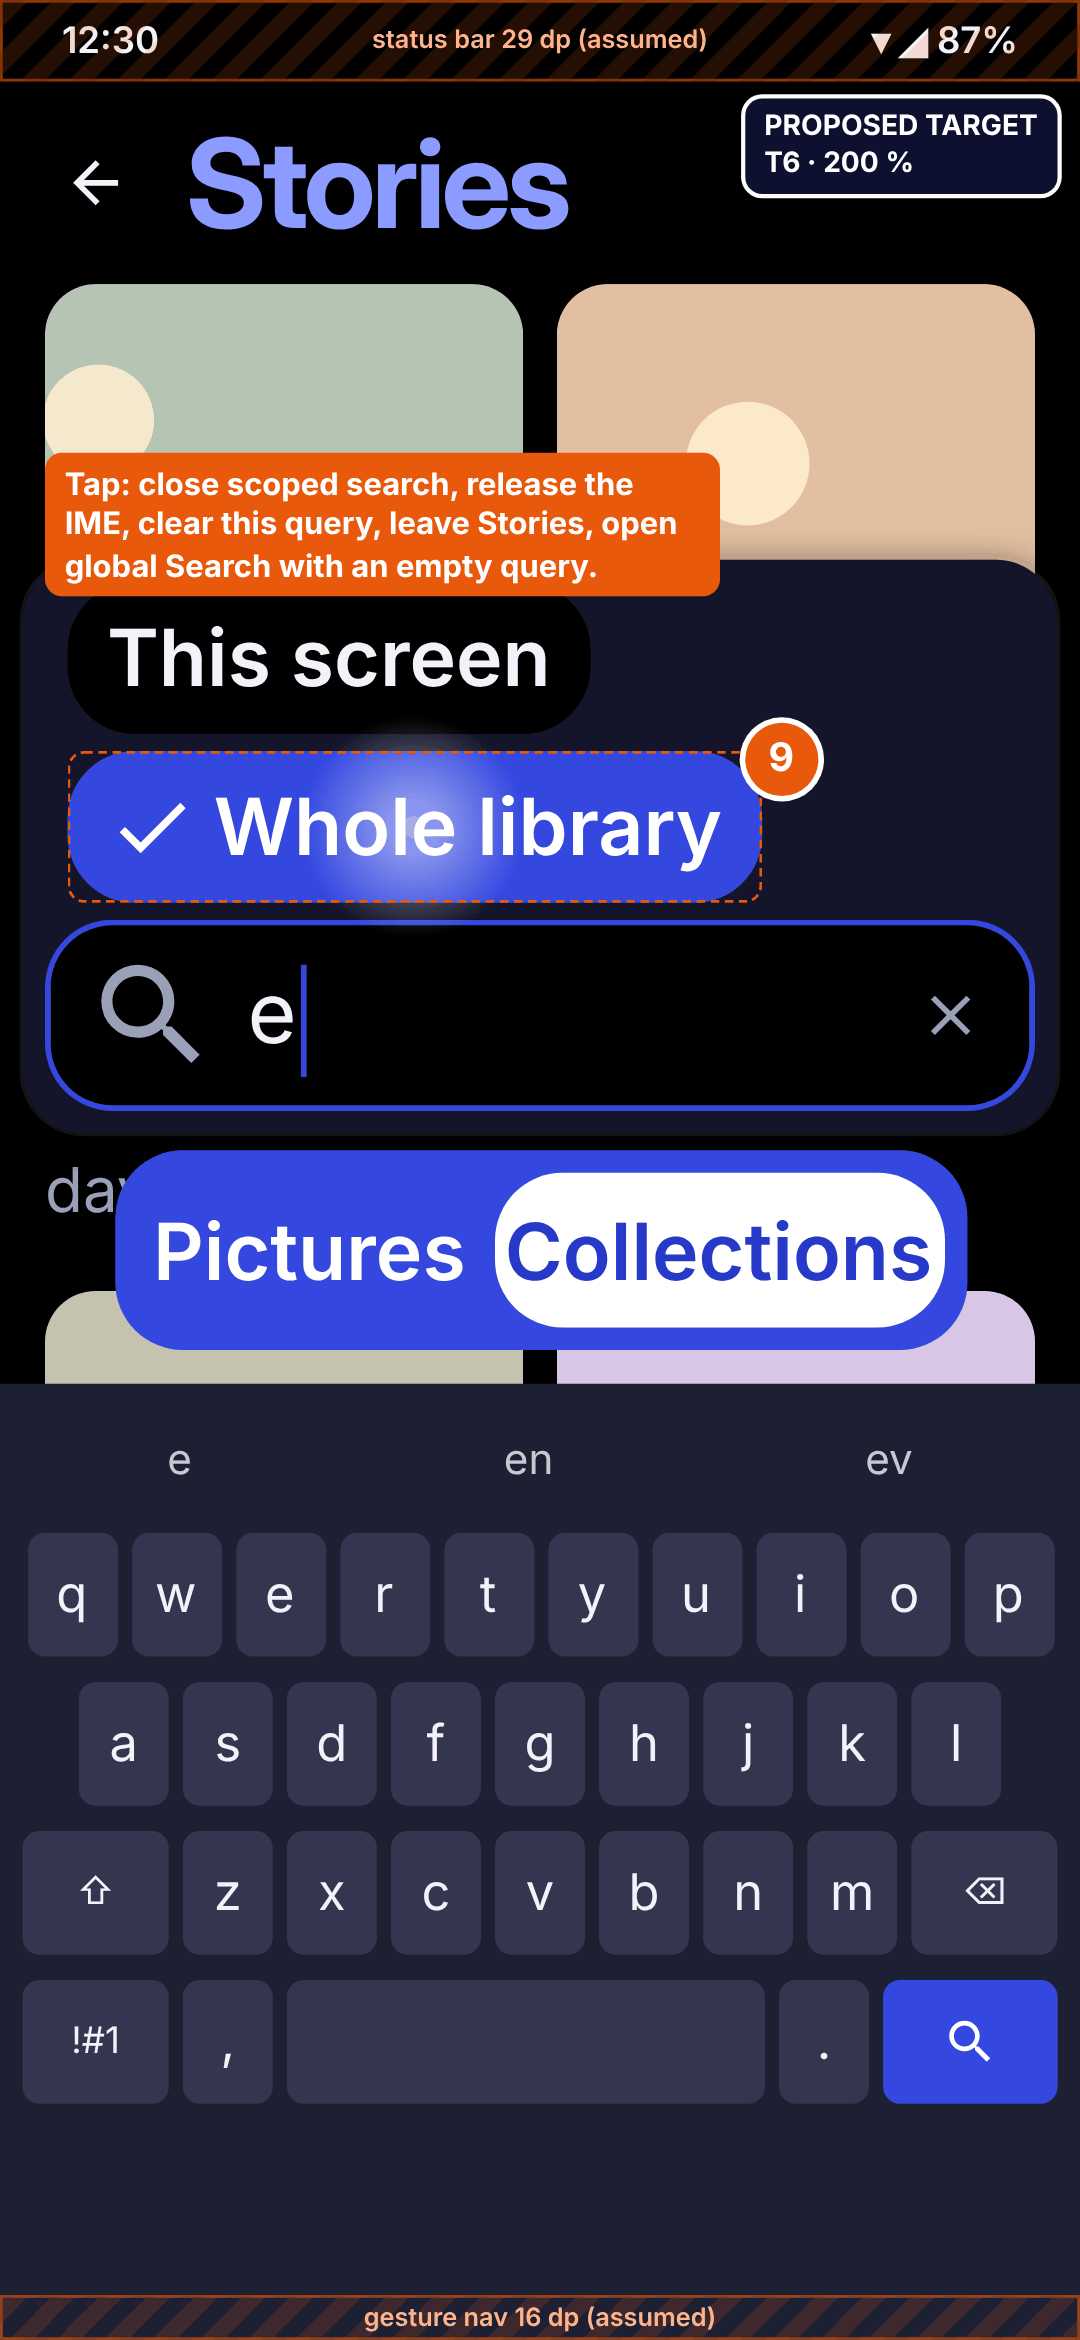 12:30
status bar 29 dp (assumed)
87%
Stories
PROPOSED TARGET
T6 · 200 %
Tap: close scoped search, release the
IME, clear this query, leave Stories, open
global Search with an empty query.
This screen
9
Whole library
e
Pictures
Collections
e en ev
q w e r t y u i o p
a s d f g h j k l
z x c v b n m
!#1 , .
gesture nav 16 dp (assumed)